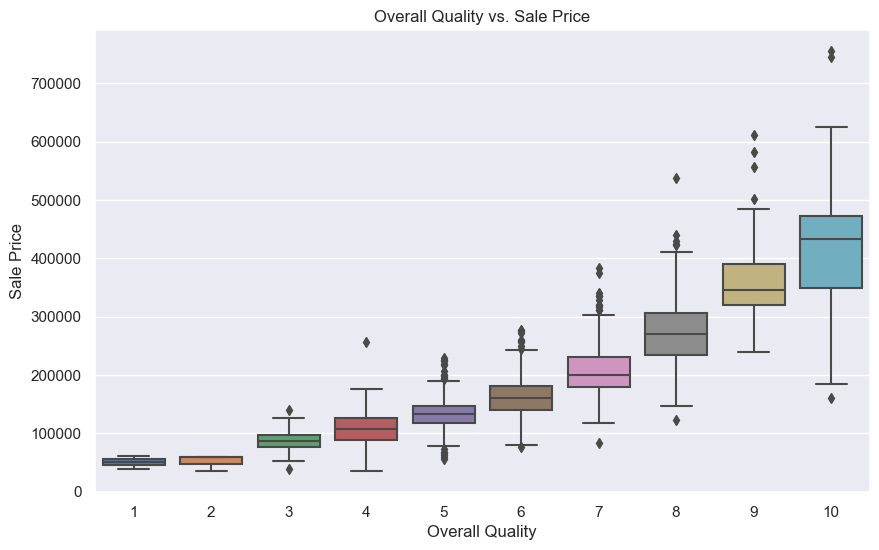 Overall Quality vs. Sale Price
Sale Price
700000
600000
500000
400000
300000
200000
100000
0
1 2 3 4 5 6 7 8 9 10
Overall Quality